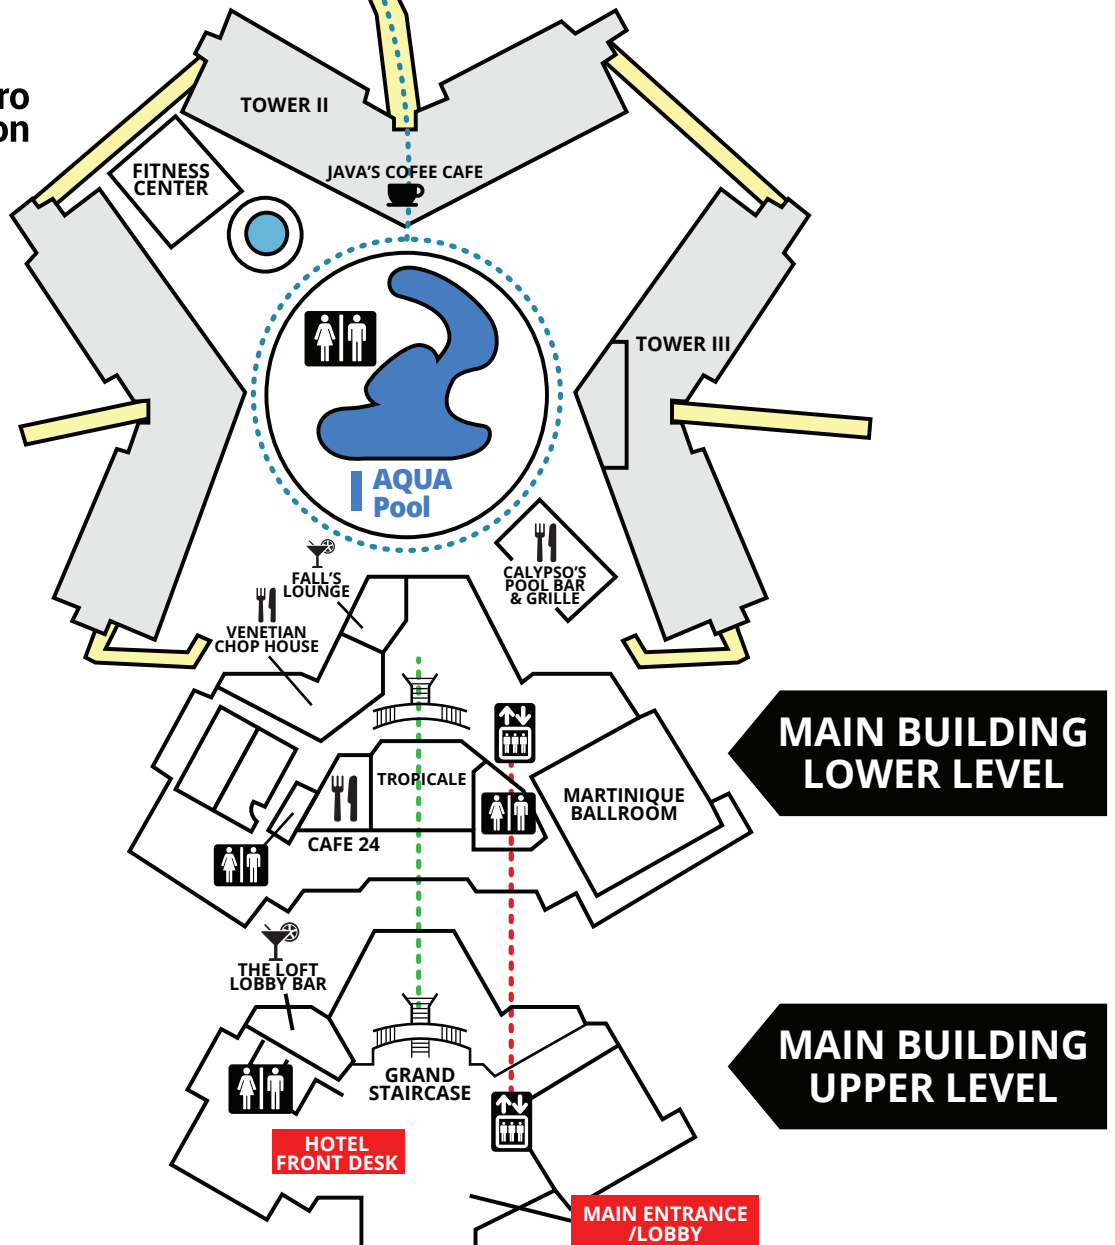 ro
on
TOWER II
FITNESS
CENTER
JAVA'S COFEE CAFE
TOWER III
AQUA
Pool
CALYPSO'S
POOL BAR
& GRILLE
FALL'S
LOUNGE
VENETIAN
CHOP HOUSE
MAIN BUILDING
LOWER LEVEL
TROPICALE
MARTINIQUE
BALLROOM
CAFE 24
THE LOFT
LOBBY BAR
GRAND
STAIRCASE
MAIN BUILDING
UPPER LEVEL
HOTEL
FRONT DESK
MAIN ENTRANCE
/LOBBY